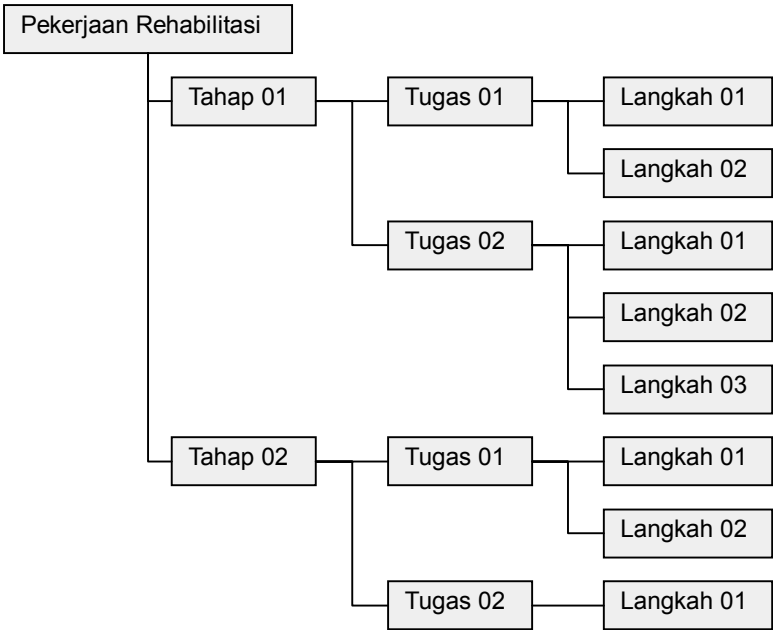 Pekerjaan Rehabilitasi
Tahap 01
Tugas 01
Langkah 01
Langkah 02
Tugas 02
Langkah 01
Langkah 02
Langkah 03
Tahap 02
Tugas 01
Langkah 01
Langkah 02
Tugas 02
Langkah 01